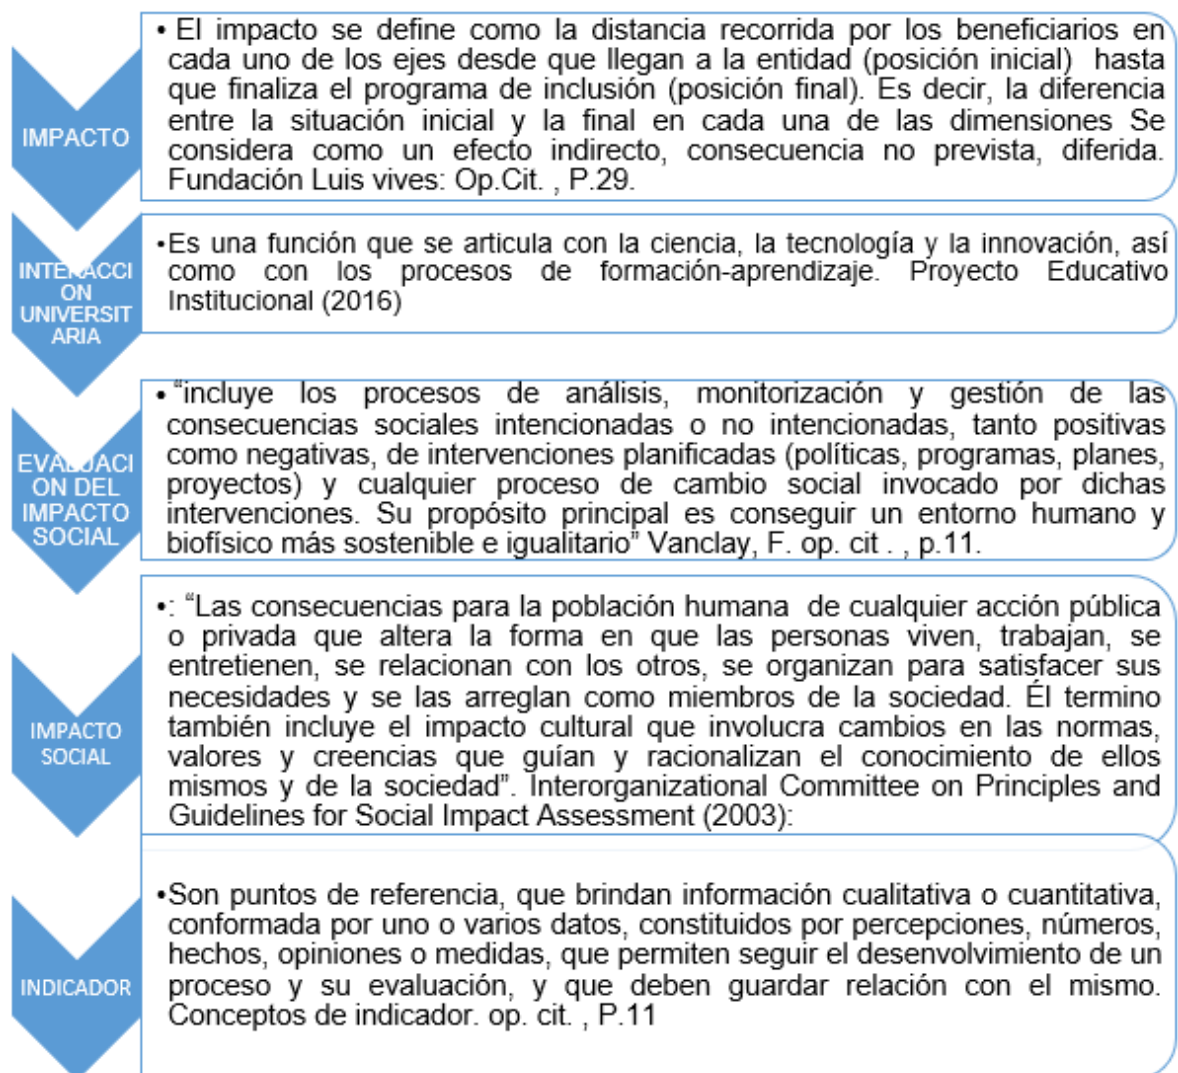 IMPACTO
• El impacto se define como la distancia recorrida por los beneficiarios en
cada uno de los ejes desde que llegan a la entidad (posición inicial) hasta
que finaliza el programa de inclusión (posición final). Es decir, la diferencia
entre la situación inicial y la final en cada una de las dimensiones Se
considera como un efecto indirecto, consecuencia no prevista, diferida.
Fundación Luis vives: Op.Cit. , P.29.
INTERACCI
ON
UNIVERSIT
ARIA
•Es una función que se articula con la ciencia, la tecnología y la innovación, así
como con los procesos de formación-aprendizaje. Proyecto Educativo
Institucional (2016)
EVALUACI
ON DEL
IMPACTO
SOCIAL
• “incluye los procesos de análisis, monitorización y gestión de las
consecuencias sociales intencionadas o no intencionadas, tanto positivas
como negativas, de intervenciones planificadas (políticas, programas, planes,
proyectos) y cualquier proceso de cambio social invocado por dichas
intervenciones. Su propósito principal es conseguir un entorno humano y
biofísico más sostenible e igualitario” Vanclay, F. op. cit . , p.11.
IMPACTO
SOCIAL
•: “Las consecuencias para la población humana de cualquier acción pública
o privada que altera la forma en que las personas viven, trabajan, se
entretienen, se relacionan con los otros, se organizan para satisfacer sus
necesidades y se las arreglan como miembros de la sociedad. Él termino
también incluye el impacto cultural que involucra cambios en las normas,
valores y creencias que guían y racionalizan el conocimiento de ellos
mismos y de la sociedad”. Interorganizational Committee on Principles and
Guidelines for Social Impact Assessment (2003):
INDICADOR
•Son puntos de referencia, que brindan información cualitativa o cuantitativa,
conformada por uno o varios datos, constituidos por percepciones, números,
hechos, opiniones o medidas, que permiten seguir el desenvolvimiento de un
proceso y su evaluación, y que deben guardar relación con el mismo.
Conceptos de indicador. op. cit. , P.11